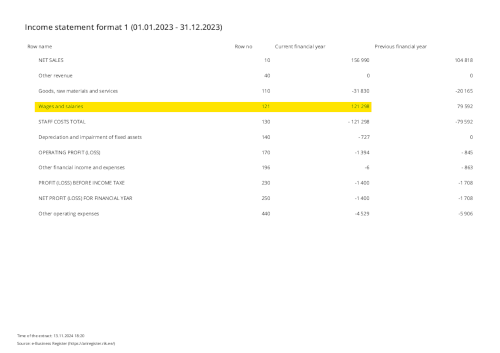 Income statement format 1 (01.01.2023 - 31.12.2023)
Row name Row no Current financial year Previous financial year
NET SALES 10 156 990 104 818
Other revenue 40 0 0
Goods, raw materials and services 110 -31 830 -20 165
Wages and salaries 121 121 298 79 592
STAFF COSTS TOTAL 130 - 121 298 -79 592
Depreciation and impairment of fixed assets 140 - 727 0
OPERATING PROFIT (LOSS) 170 -1 394 - 845
Other financial income and expenses 196 -6 - 863
PROFIT (LOSS) BEFORE INCOME TAXE 230 -1 400 -1 708
NET PROFIT (LOSS) FOR FINANCIAL YEAR 250 -1 400 -1 708
Other operating expenses 440 -4 529 -5 906
Time of the extract: 13.11.2024
Source: e-Business Register